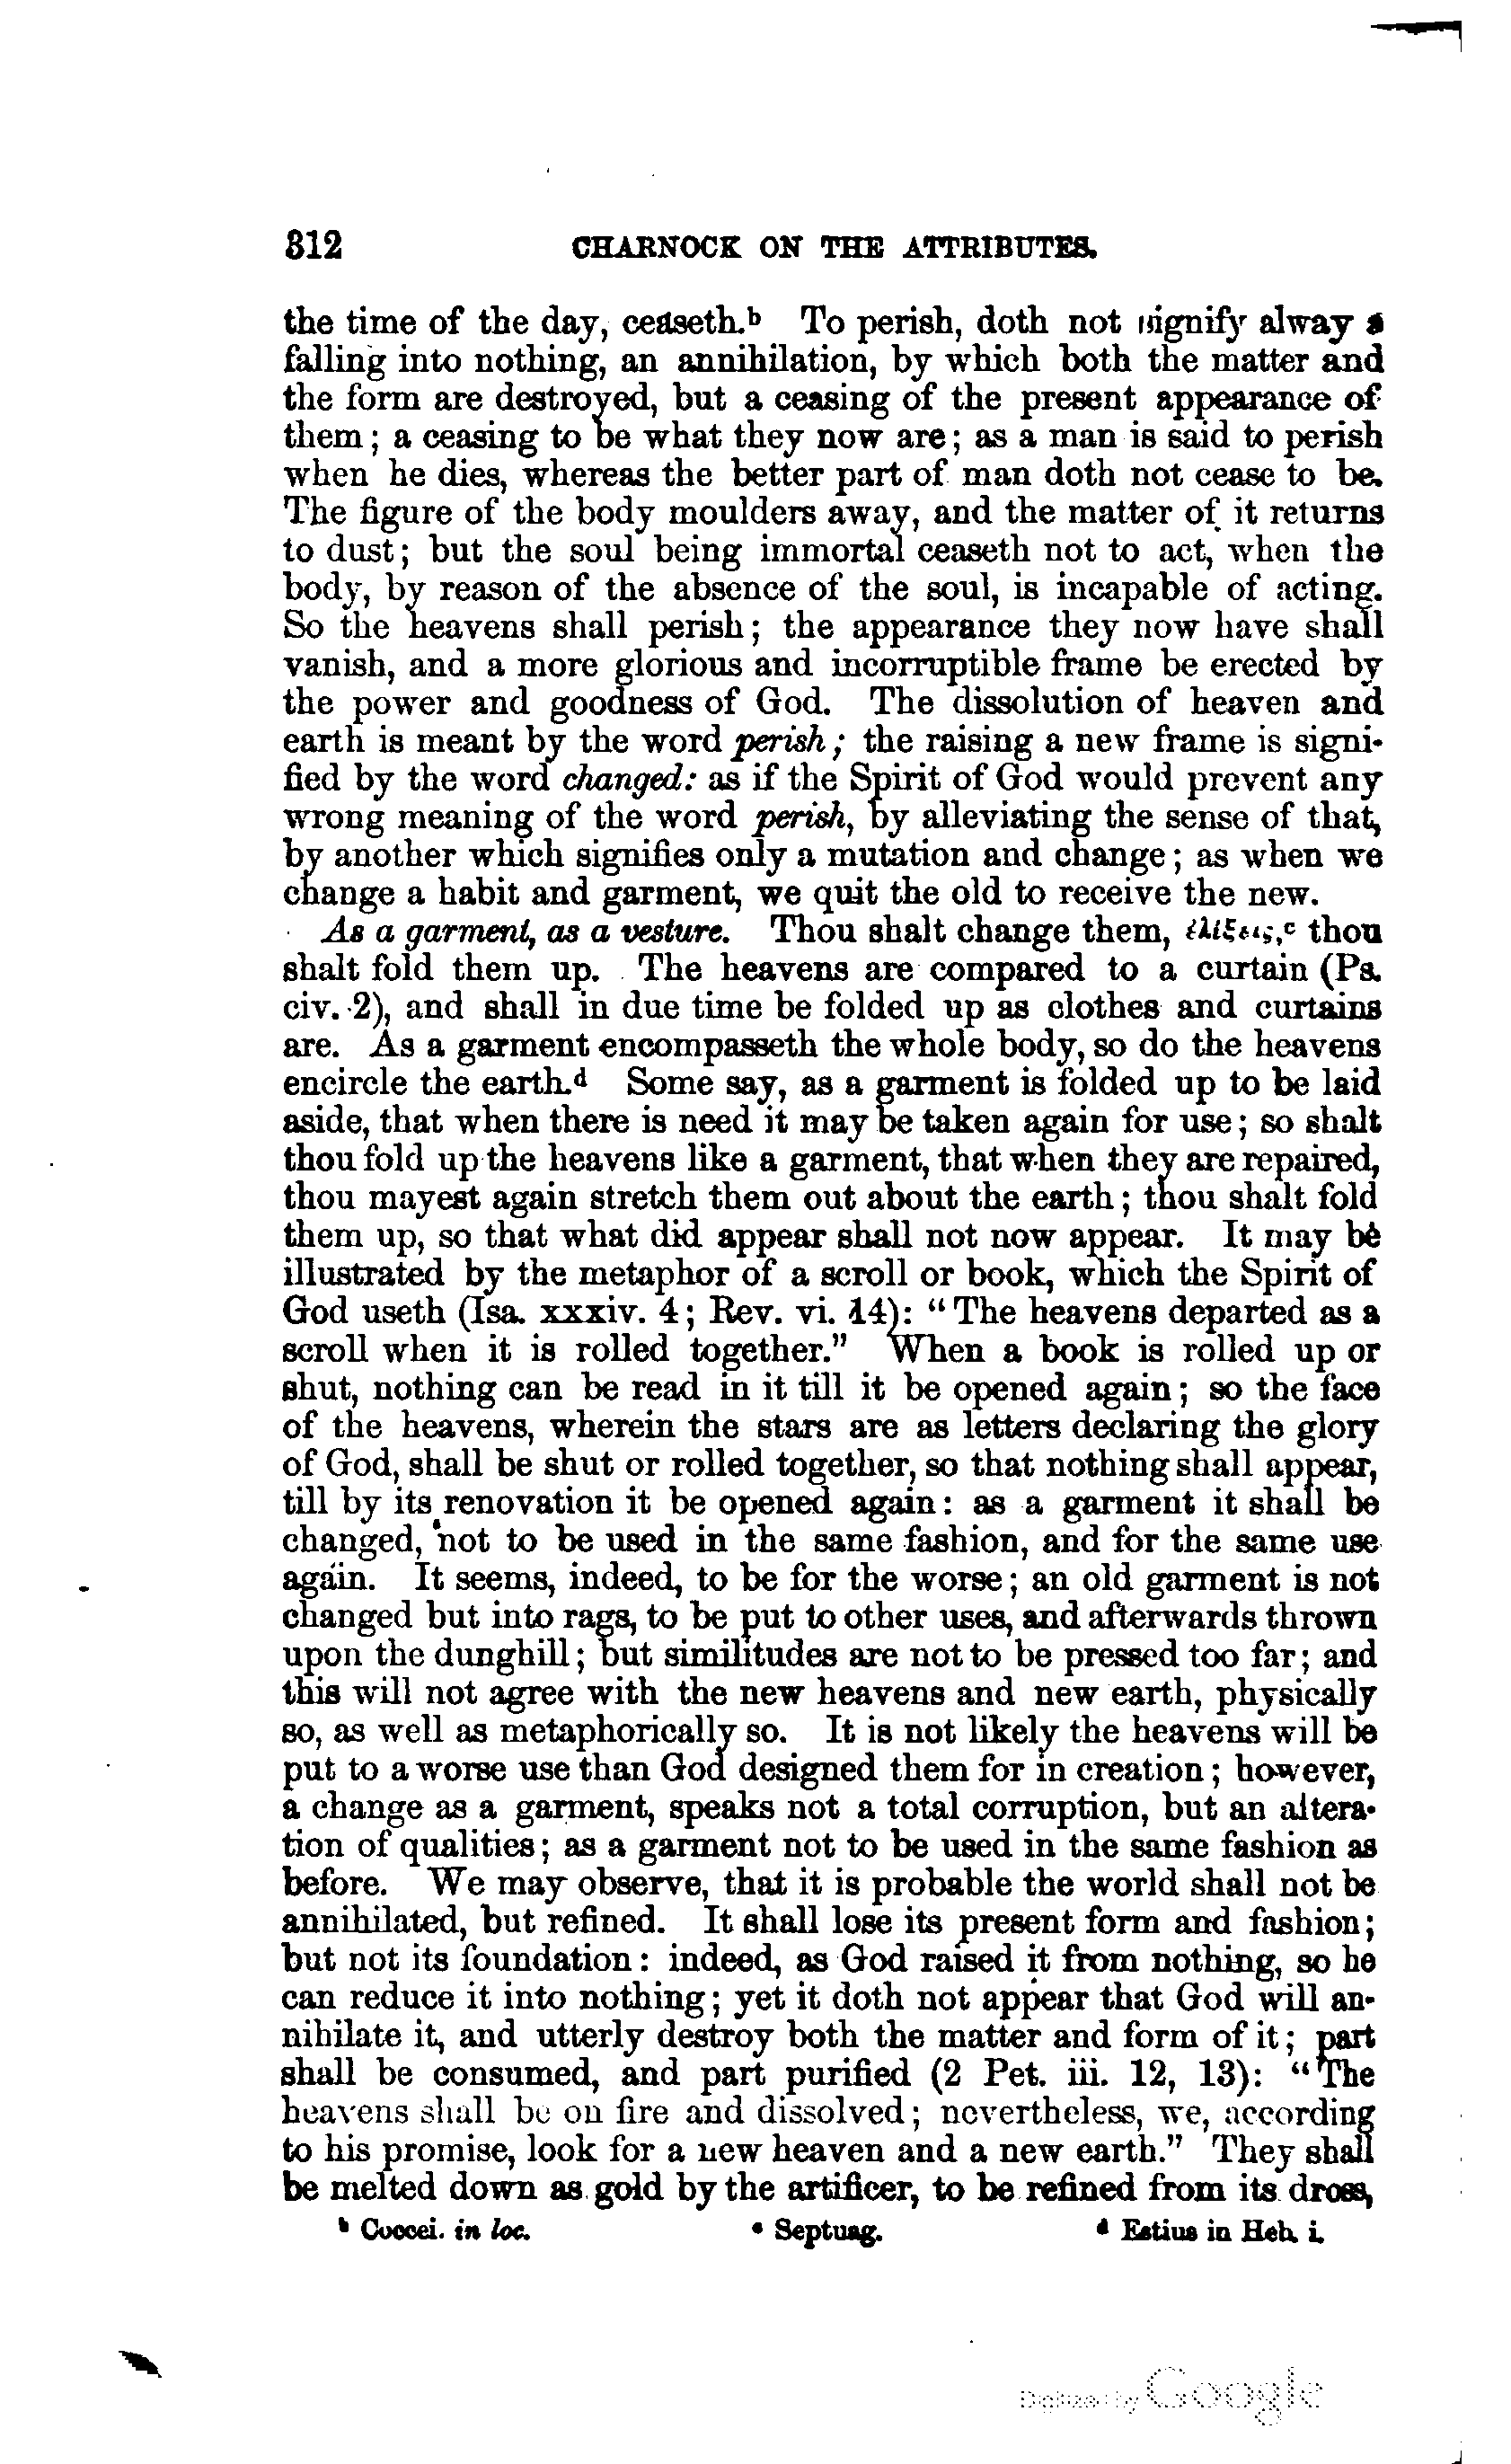 312 CHARNOCK ON THE ATTRIBUTES.
the time of the day, ceaseth.ᵇ To perish, doth not signify alway a
falling into nothing, an annihilation, by which both the matter and
the form are destroyed, but a ceasing of the present appearance of
them; a ceasing to be what they now are; as a man is said to perish
when he dies, whereas the better part of man doth not cease to be.
The figure of the body moulders away, and the matter of it returns
to dust; but the soul being immortal ceaseth not to act, when the
body, by reason of the absence of the soul, is incapable of acting.
So the heavens shall perish; the appearance they now have shall
vanish, and a more glorious and incorruptible frame be erected by
the power and goodness of God. The dissolution of heaven and
earth is meant by the word perish; the raising a new frame is signi-
fied by the word changed: as if the Spirit of God would prevent any
wrong meaning of the word perish, by alleviating the sense of that,
by another which signifies only a mutation and change; as when we
change a habit and garment, we quit the old to receive the new.
As a garment, as a vesture. Thou shalt change them, ἑλίξεις,ᶜ thou
shalt fold them up. The heavens are compared to a curtain (Ps.
civ. 2), and shall in due time be folded up as clothes and curtains
are. As a garment encompasseth the whole body, so do the heavens
encircle the earth.ᵈ Some say, as a garment is folded up to be laid
aside, that when there is need it may be taken again for use; so shalt
thou fold up the heavens like a garment, that when they are repaired,
thou mayest again stretch them out about the earth; thou shalt fold
them up, so that what did appear shall not now appear. It may be
illustrated by the metaphor of a scroll or book, which the Spirit of
God useth (Isa. xxxiv. 4; Rev. vi. 14): "The heavens departed as a
scroll when it is rolled together." When a book is rolled up or
shut, nothing can be read in it till it be opened again; so the face
of the heavens, wherein the stars are as letters declaring the glory
of God, shall be shut or rolled together, so that nothing shall appear,
till by its renovation it be opened again: as a garment it shall be
changed, not to be used in the same fashion, and for the same use
again. It seems, indeed, to be for the worse; an old garment is not
changed but into rags, to be put to other uses, and afterwards thrown
upon the dunghill; but similitudes are not to be pressed too far; and
this will not agree with the new heavens and new earth, physically
so, as well as metaphorically so. It is not likely the heavens will be
put to a worse use than God designed them for in creation; however,
a change as a garment, speaks not a total corruption, but an altera-
tion of qualities; as a garment not to be used in the same fashion as
before. We may observe, that it is probable the world shall not be
annihilated, but refined. It shall lose its present form and fashion;
but not its foundation: indeed, as God raised it from nothing, so he
can reduce it into nothing; yet it doth not appear that God will an-
nihilate it, and utterly destroy both the matter and form of it; part
shall be consumed, and part purified (2 Pet. iii. 12, 13): "The
heavens shall be on fire and dissolved; nevertheless, we, according
to his promise, look for a new heaven and a new earth." They shall
be melted down as gold by the artificer, to be refined from its dross,
ᵇ Coccei. in loc. ᶜ Septuag. ᵈ Estius in Heb. i.
Digitized by Google